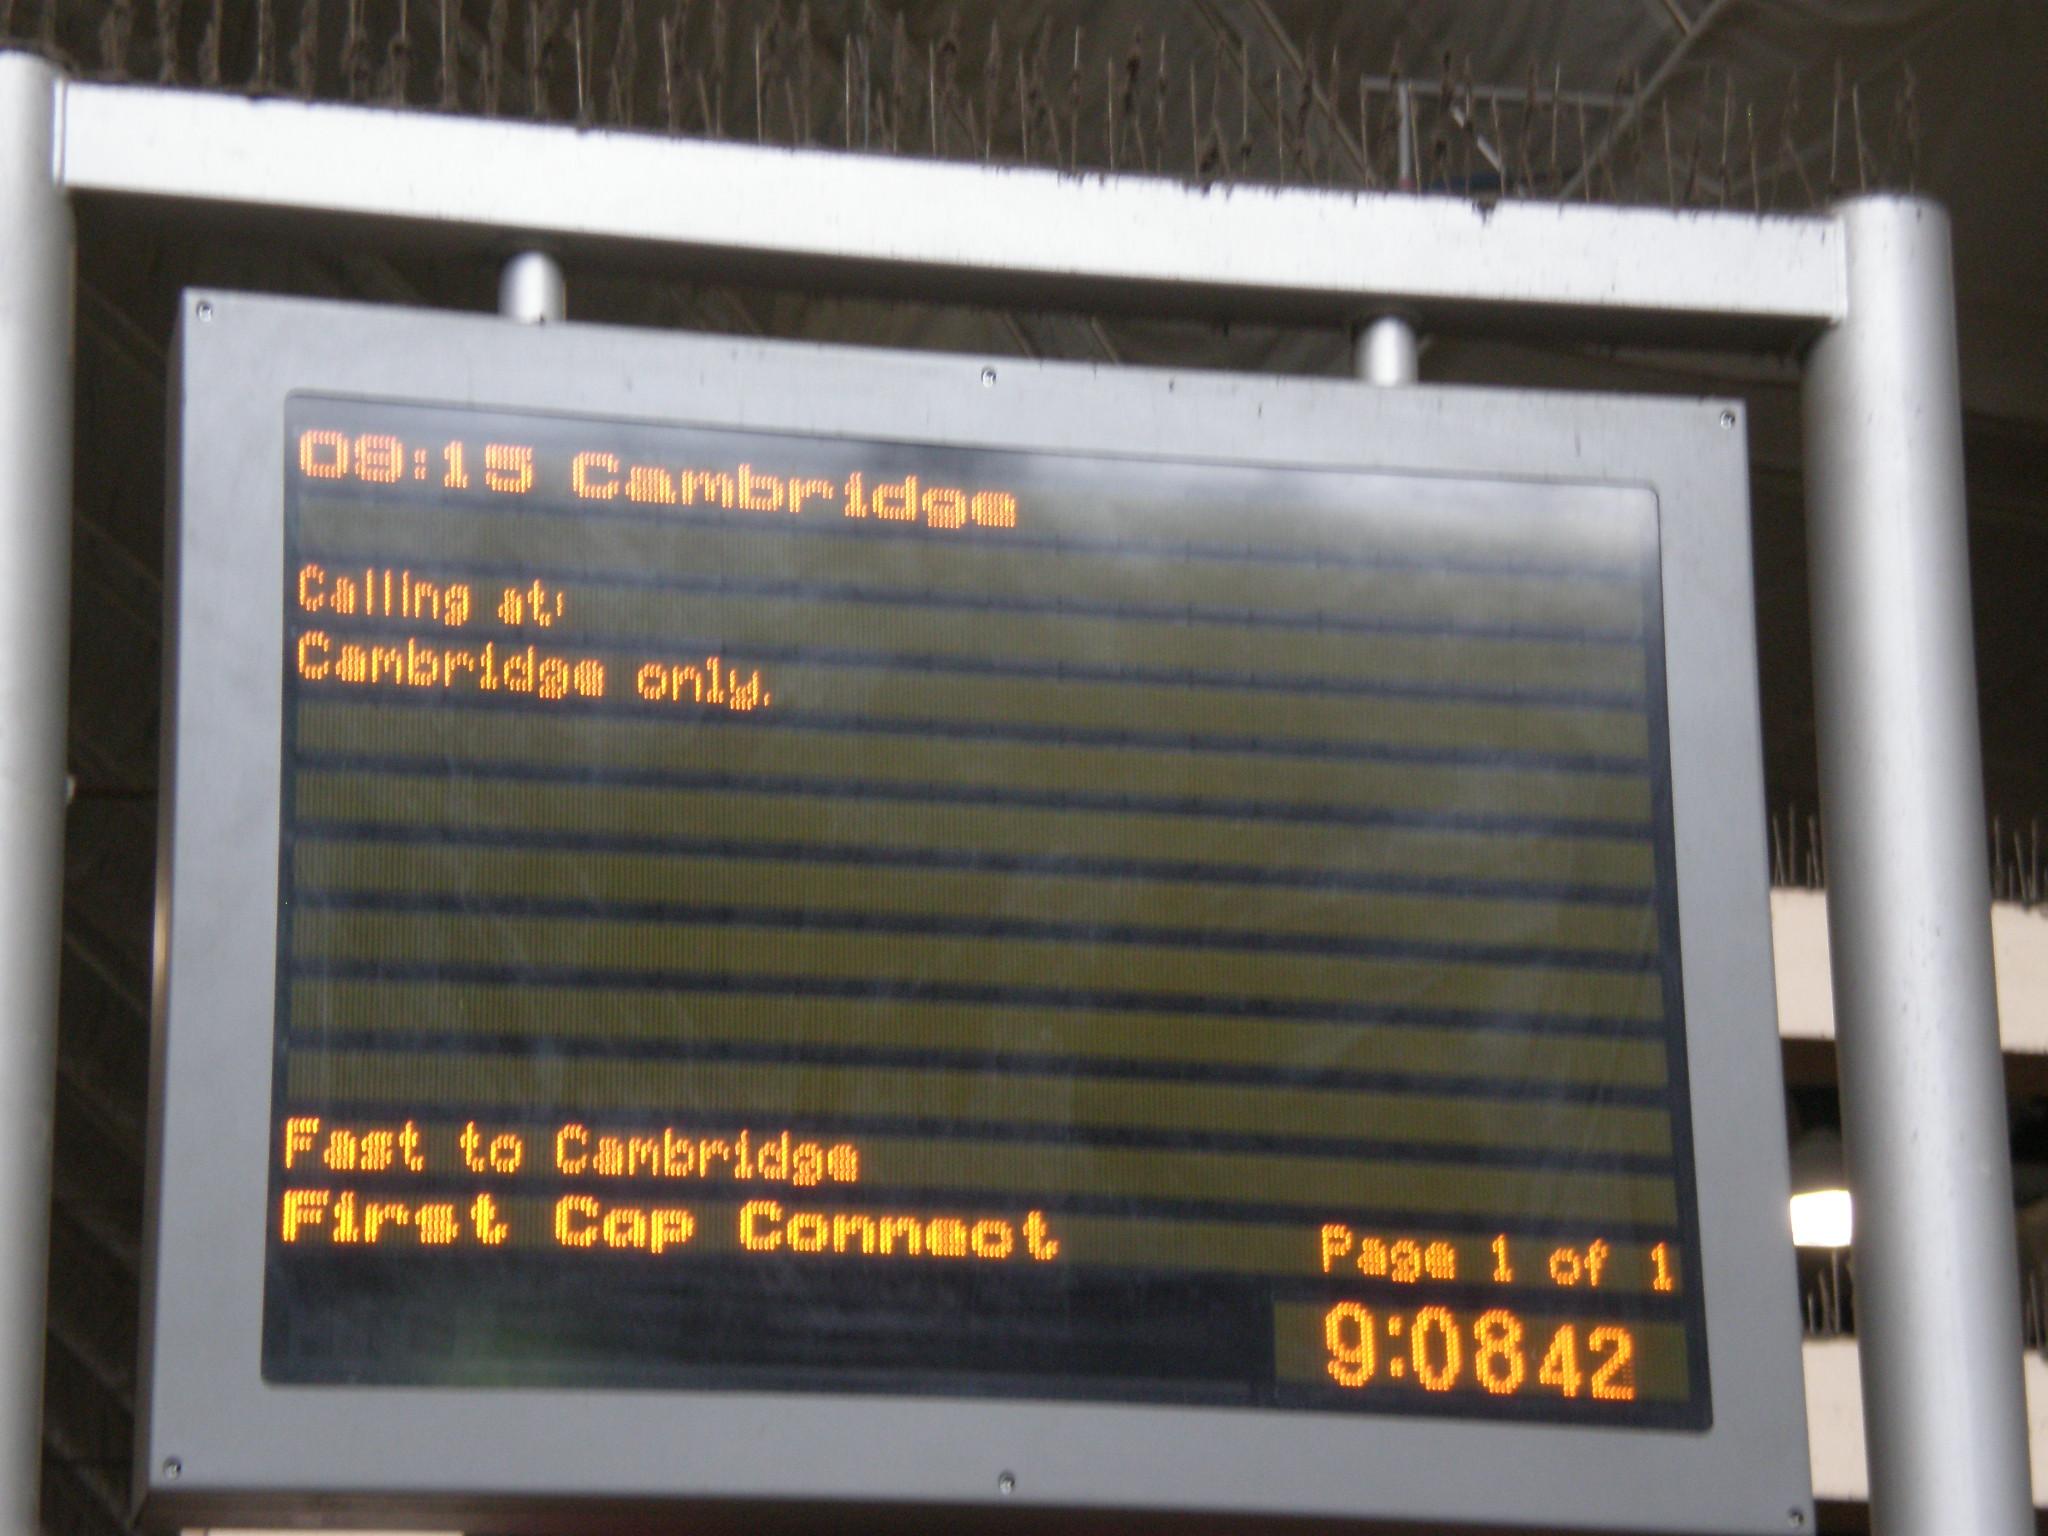 09:15 Cambridge
Calling at:
Cambridge only.
Fast to Cambridge
First Cap Connect
Page 1 of 1
9:0842